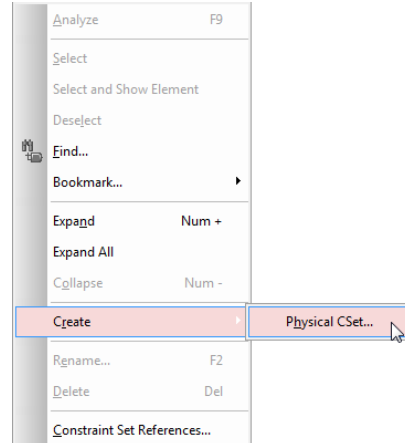 Analyze F9
Select
Select and Show Element
Deselect
Find...
Bookmark...
Expand Num +
Expand All
Collapse Num -
Create Physical CSet...
Rename... F2
Delete Del
Constraint Set References...